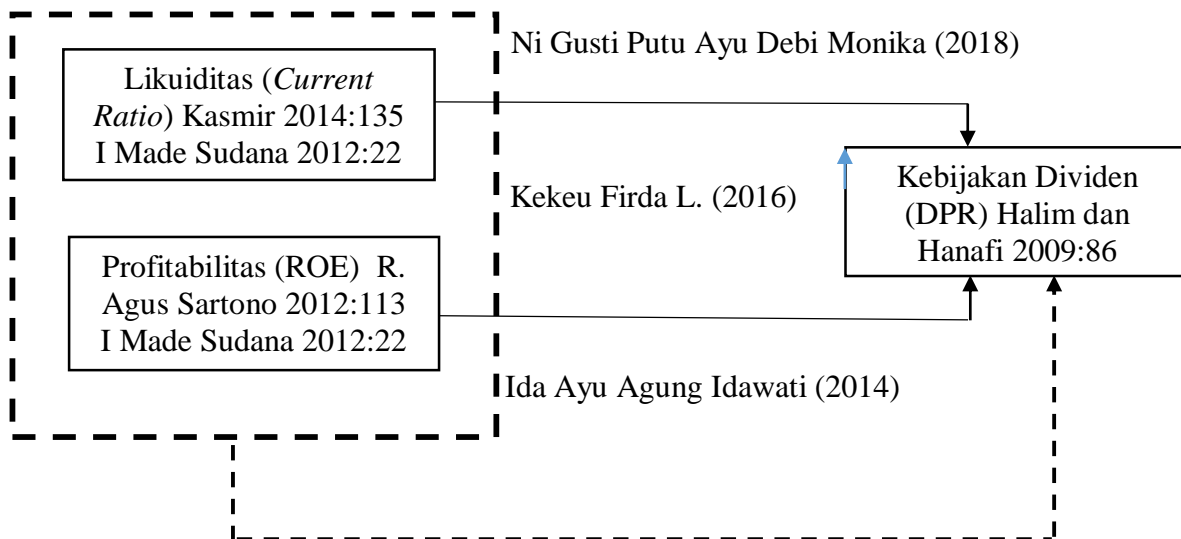 Ni Gusti Putu Ayu Debi Monika (2018)
Likuiditas (Current
Ratio) Kasmir 2014:135
I Made Sudana 2012:22
Kebijakan Dividen
(DPR) Halim dan
Hanafi 2009:86
Kekeu Firda L. (2016)
Profitabilitas (ROE) R.
Agus Sartono 2012:113
I Made Sudana 2012:22
Ida Ayu Agung Idawati (2014)